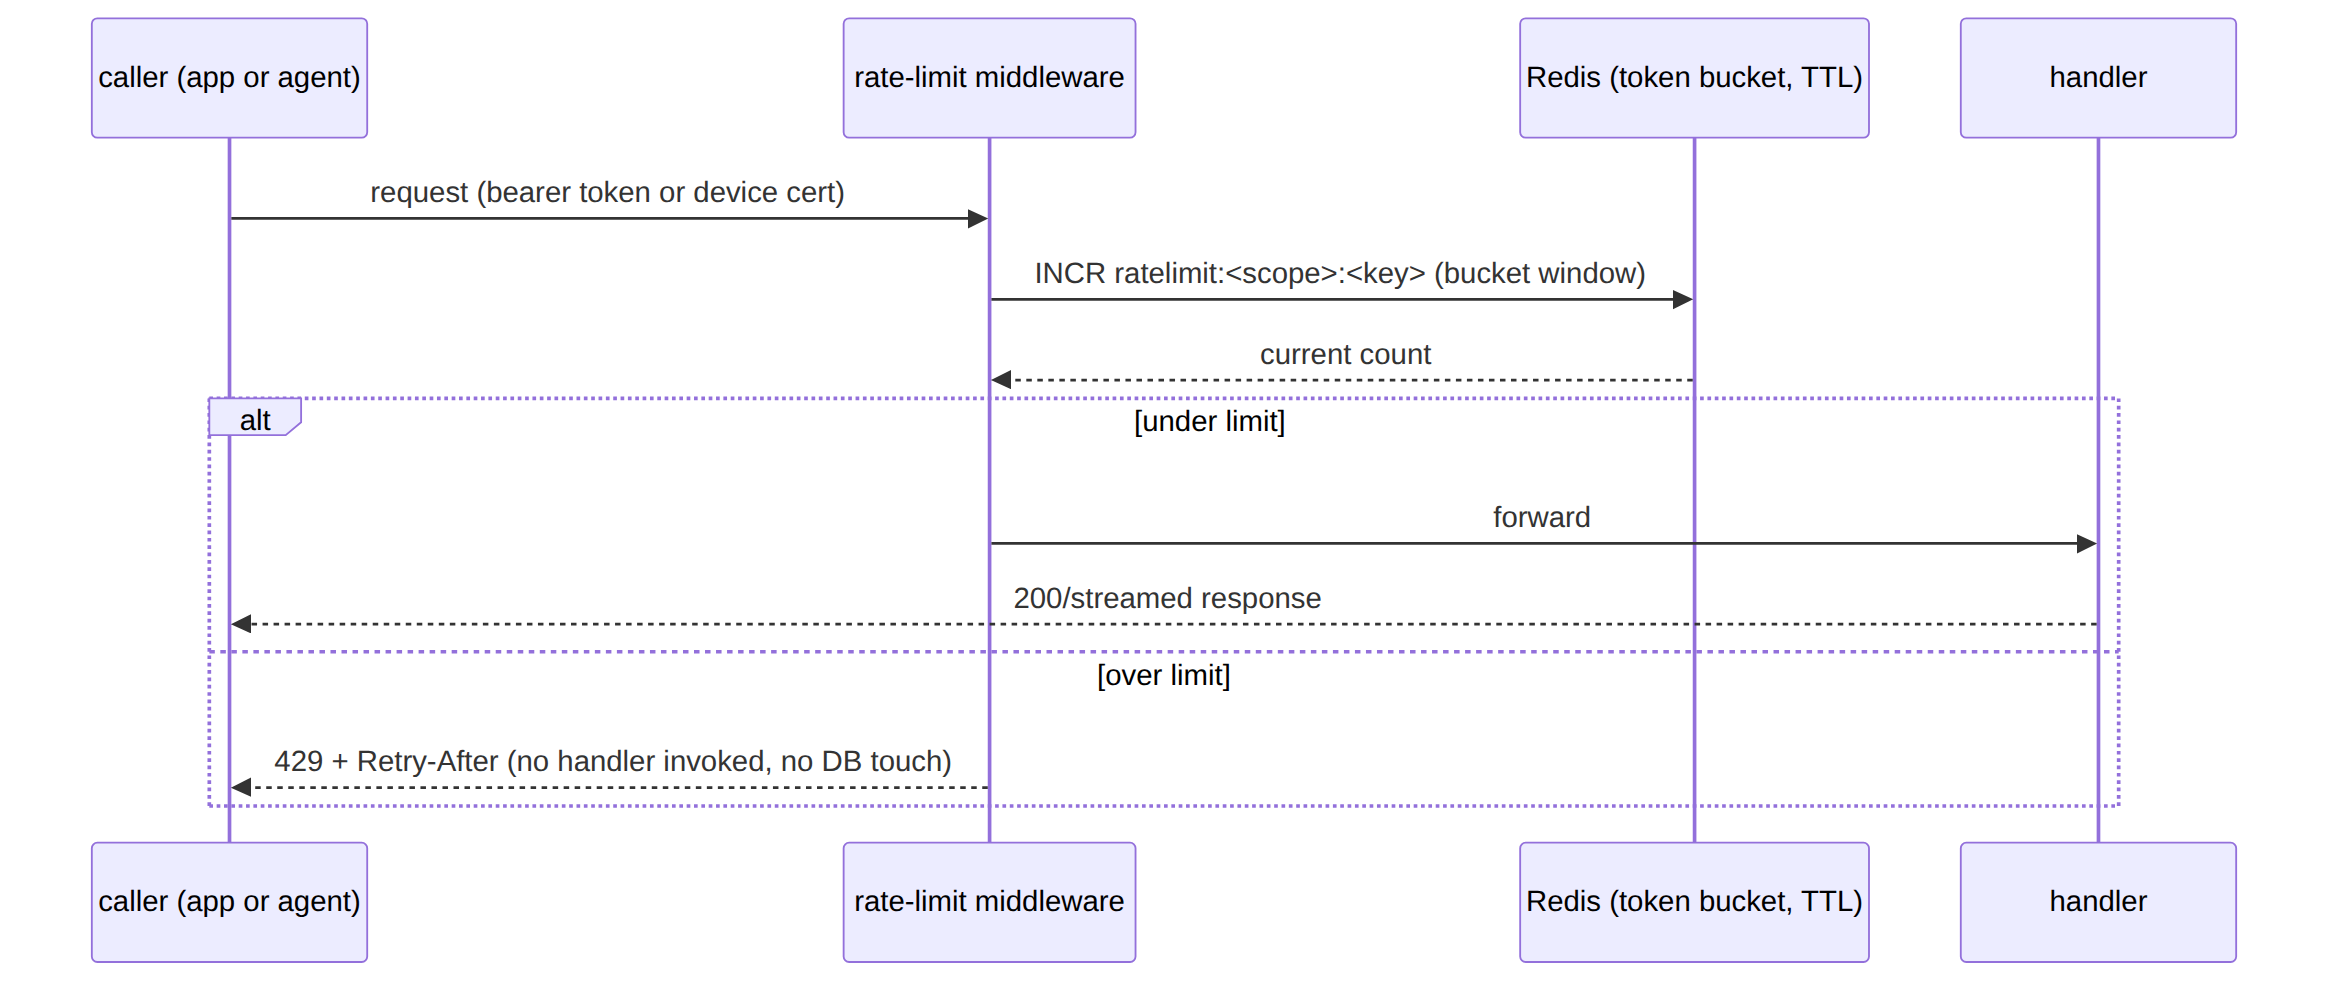 caller (app or agent)
rate-limit middleware
Redis (token bucket, TTL)
handler
request (bearer token or device cert)
INCR ratelimit:<scope>:<key> (bucket window)
current count
alt
[under limit]
forward
200/streamed response
[over limit]
429 + Retry-After (no handler invoked, no DB touch)
caller (app or agent)
rate-limit middleware
Redis (token bucket, TTL)
handler